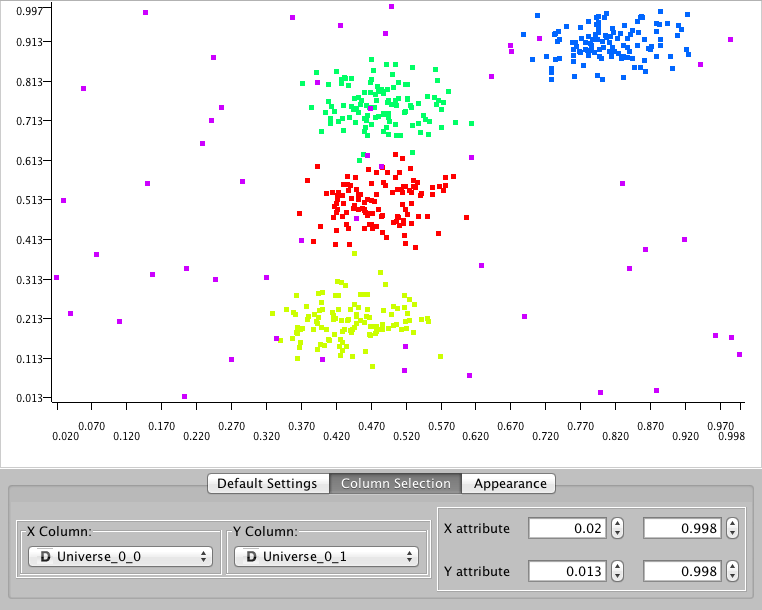 0.997
0.913
0.813
0.713
0.613
0.513
0.413
0.313
0.213
0.113
0.013
0.070 0.170 0.270 0.370 0.470 0.570 0.670 0.770 0.870 0.970
0.020 0.120 0.220 0.320 0.420 0.520 0.620 0.720 0.820 0.920 0.998
Default Settings Column Selection Appearance
X Column: Y Column:
D Universe_0_0 D Universe_0_1
X attribute 0.02 0.998
Y attribute 0.013 0.998